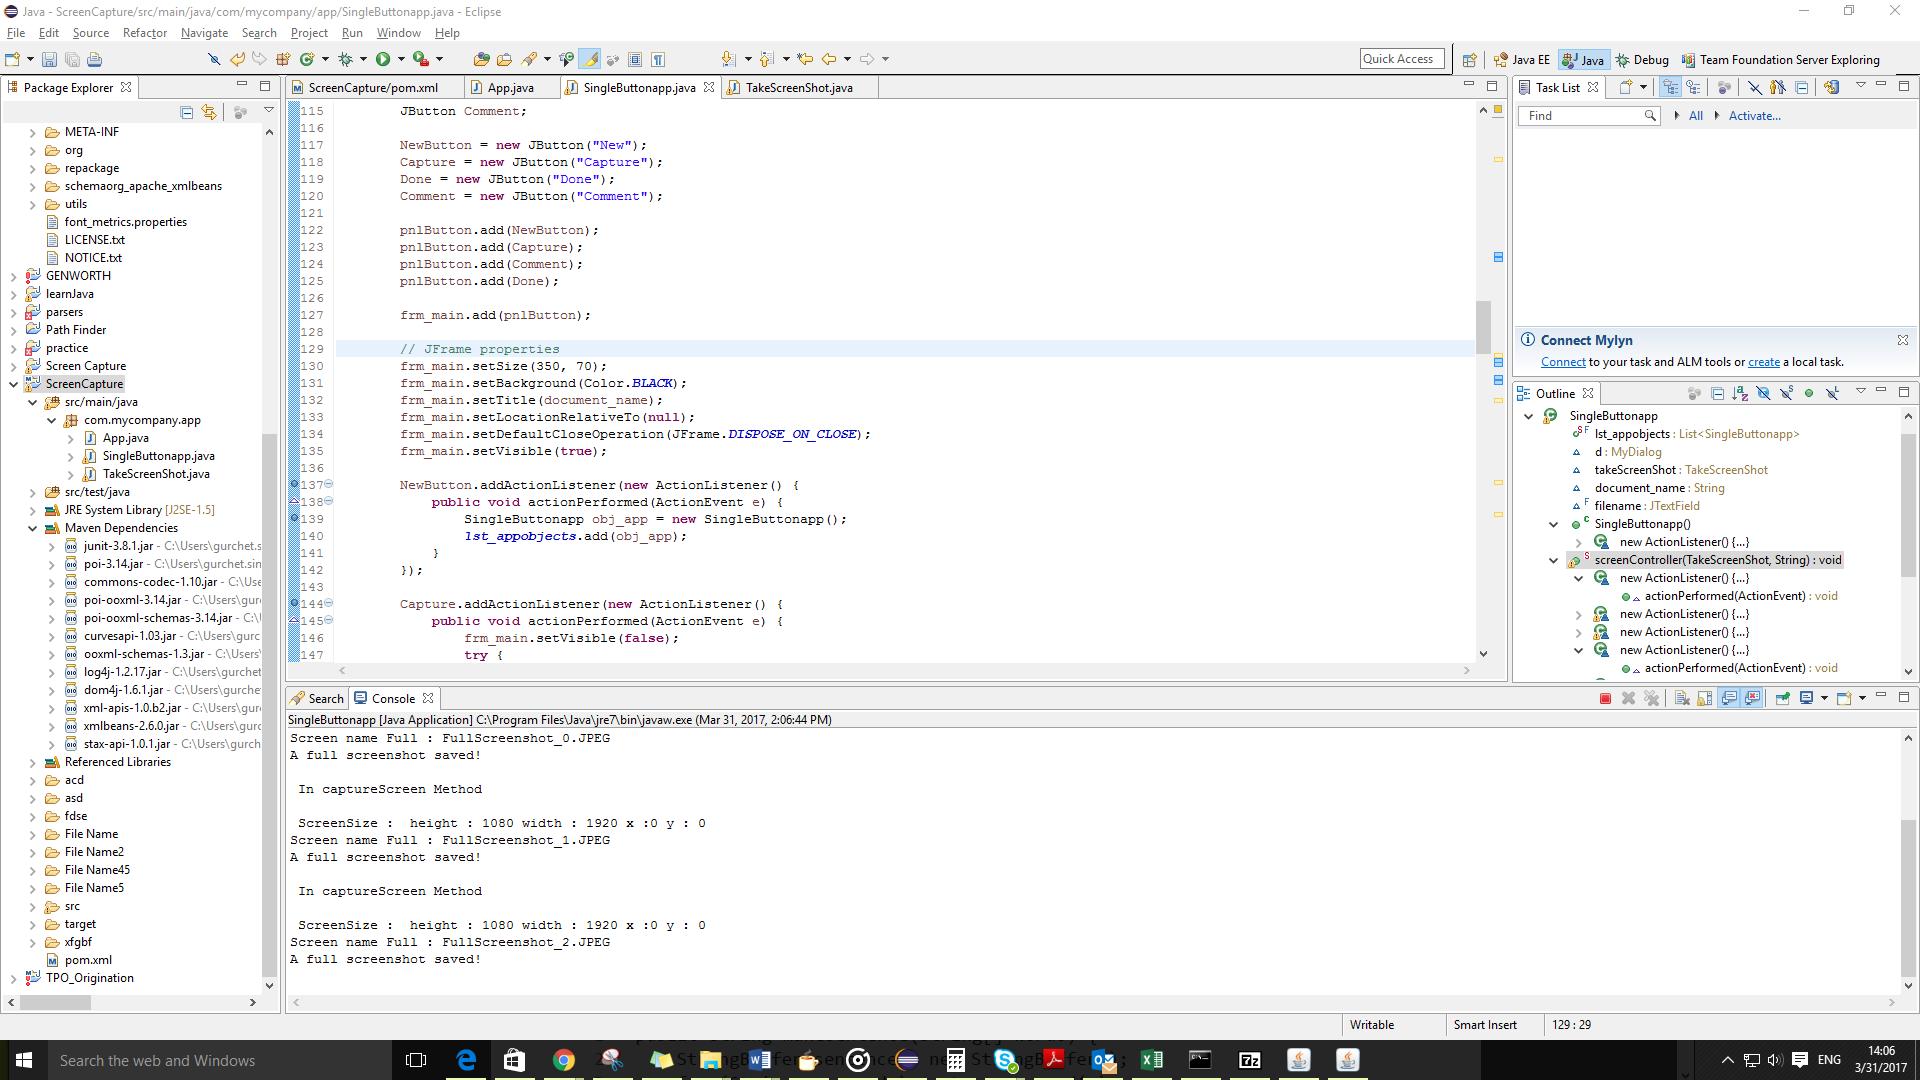 Java - ScreenCapture/src/main/java/com/mycompany/app/SingleButtonapp.java - Eclipse
File Edit Source Refactor Navigate Search Project Run Window Help
Quick Access
Java EE
Java
Debug
Team Foundation Server Exploring
Package Explorer
META-INF
org
repackage
schemaorg_apache_xmlbeans
utils
font_metrics.properties
LICENSE.txt
NOTICE.txt
GENWORTH
learnJava
parsers
Path Finder
practice
Screen Capture
ScreenCapture
src/main/java
com.mycompany.app
App.java
SingleButtonapp.java
TakeScreenShot.java
src/test/java
JRE System Library [J2SE-1.5]
Maven Dependencies
junit-3.8.1.jar - C:\Users\gurchet.s
poi-3.14.jar - C:\Users\gurchet.sin
commons-codec-1.10.jar - C:\Use
poi-ooxml-3.14.jar - C:\Users\gurc
poi-ooxml-schemas-3.14.jar - C:\U
curvesapi-1.03.jar - C:\Users\gurc
ooxml-schemas-1.3.jar - C:\Users\
log4j-1.2.17.jar - C:\Users\gurchet
dom4j-1.6.1.jar - C:\Users\gurchet
xml-apis-1.0.b2.jar - C:\Users\gur
xmlbeans-2.6.0.jar - C:\Users\gurc
stax-api-1.0.1.jar - C:\Users\gurch
Referenced Libraries
acd
asd
fdse
File Name
File Name2
File Name45
File Name5
src
target
xfgbf
pom.xml
TPO_Origination
ScreenCapture/pom.xml
App.java
SingleButtonapp.java
TakeScreenShot.java
115 JButton Comment;
116
117 NewButton = new JButton("New");
118 Capture = new JButton("Capture");
119 Done = new JButton("Done");
120 Comment = new JButton("Comment");
121
122 pnlButton.add(NewButton);
123 pnlButton.add(Capture);
124 pnlButton.add(Comment);
125 pnlButton.add(Done);
126
127 frm_main.add(pnlButton);
128
129 // JFrame properties
130 frm_main.setSize(350, 70);
131 frm_main.setBackground(Color.BLACK);
132 frm_main.setTitle(document_name);
133 frm_main.setLocationRelativeTo(null);
134 frm_main.setDefaultCloseOperation(JFrame.DISPOSE_ON_CLOSE);
135 frm_main.setVisible(true);
136
137 NewButton.addActionListener(new ActionListener() {
138 public void actionPerformed(ActionEvent e) {
139 SingleButtonapp obj_app = new SingleButtonapp();
140 lst_appobjects.add(obj_app);
141 }
142 });
143
144 Capture.addActionListener(new ActionListener() {
145 public void actionPerformed(ActionEvent e) {
146 frm_main.setVisible(false);
147 try {
Search
Console
SingleButtonapp [Java Application] C:\Program Files\Java\jre7\bin\javaw.exe (Mar 31, 2017, 2:06:44 PM)
Screen name Full : FullScreenshot_0.JPEG
A full screenshot saved!
In captureScreen Method
ScreenSize : height : 1080 width : 1920 x :0 y : 0
Screen name Full : FullScreenshot_1.JPEG
A full screenshot saved!
In captureScreen Method
ScreenSize : height : 1080 width : 1920 x :0 y : 0
Screen name Full : FullScreenshot_2.JPEG
A full screenshot saved!
Task List
Find
All
Activate...
Connect Mylyn
Connect to your task and ALM tools or create a local task.
Outline
SingleButtonapp
lst_appobjects : List<SingleButtonapp>
d : MyDialog
takeScreenShot : TakeScreenShot
document_name : String
filename : JTextField
SingleButtonapp()
new ActionListener() {...}
screenController(TakeScreenShot, String) : void
new ActionListener() {...}
actionPerformed(ActionEvent) : void
new ActionListener() {...}
new ActionListener() {...}
new ActionListener() {...}
actionPerformed(ActionEvent) : void
Writable
Smart Insert
129 : 29
Search the web and Windows
ENG
14:06
3/31/2017